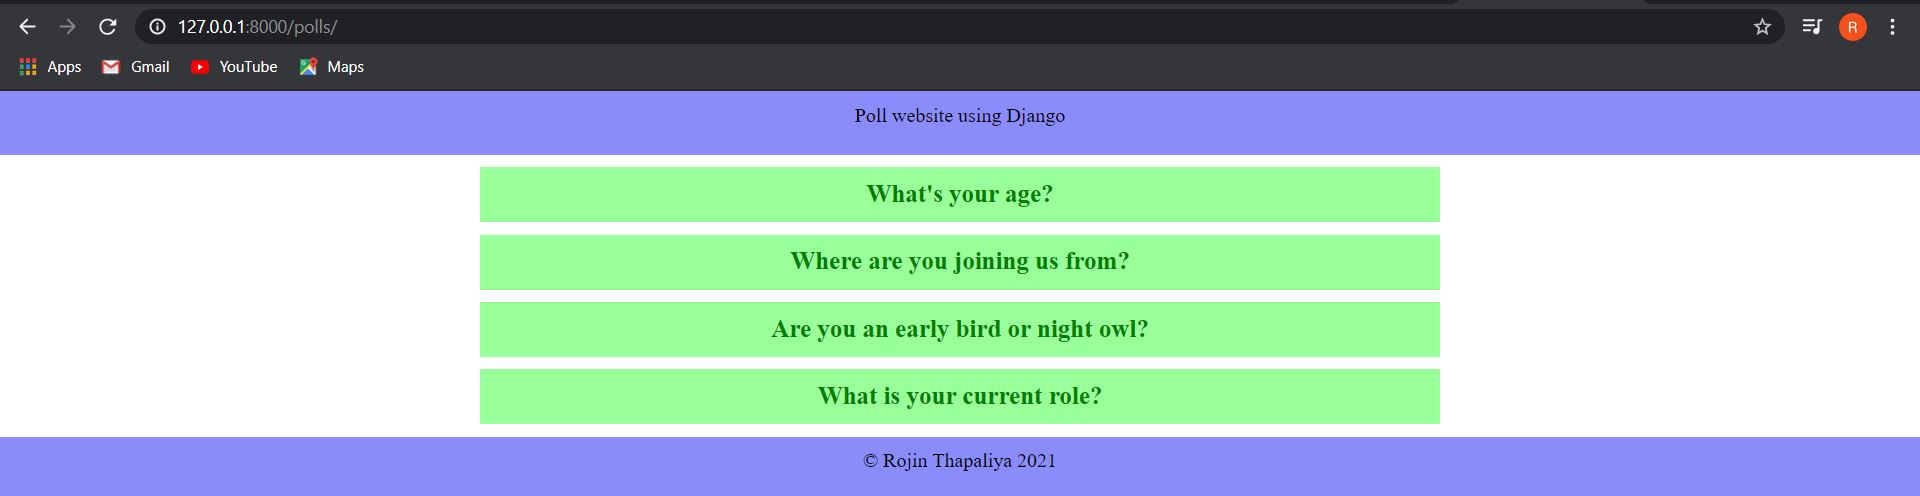 127.0.0.1:8000/polls/
R
Apps Gmail YouTube Maps
Poll website using Django
What's your age?
Where are you joining us from?
Are you an early bird or night owl?
What is your current role?
© Rojin Thapaliya 2021